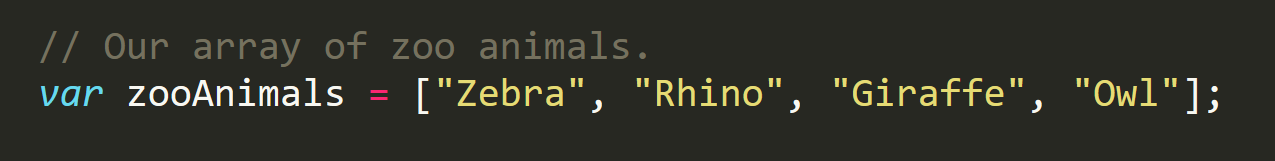 // Our array of zoo animals.
var zooAnimals = ["Zebra", "Rhino", "Giraffe", "Owl"];